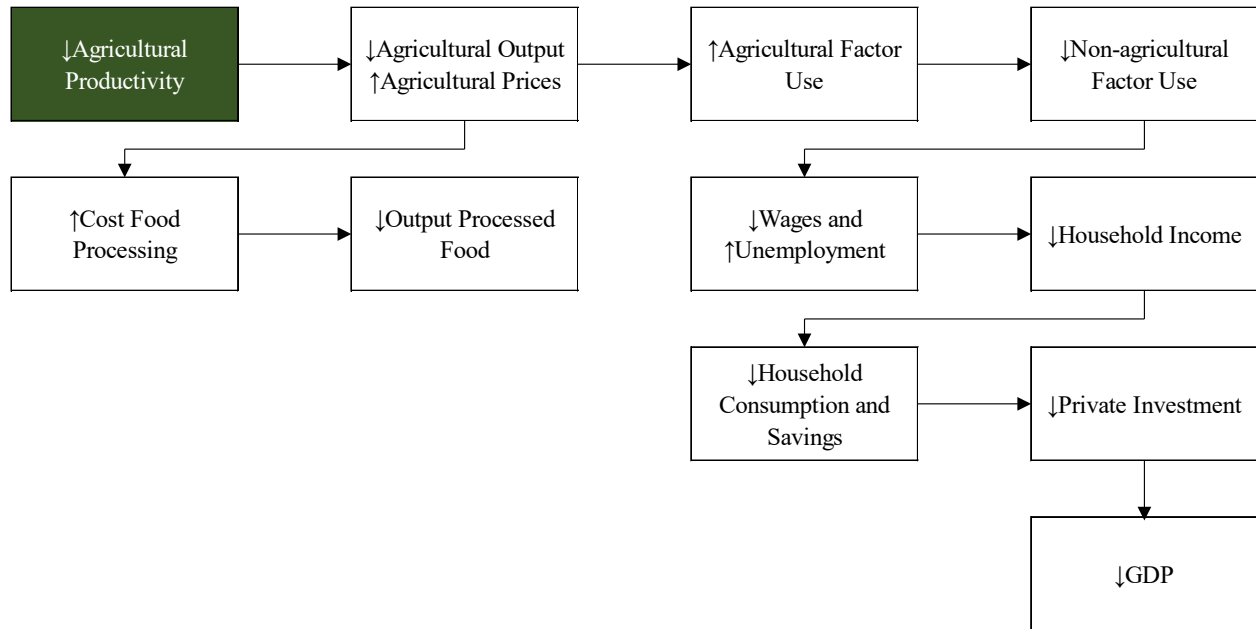 ↓Agricultural
Productivity
↓Agricultural Output
↑Agricultural Prices
↑Agricultural Factor
Use
↓Non-agricultural
Factor Use
↑Cost Food
Processing
↓Output Processed
Food
↓Wages and
↑Unemployment
↓Household Income
↓Household
Consumption and
Savings
↓Private Investment
↓GDP